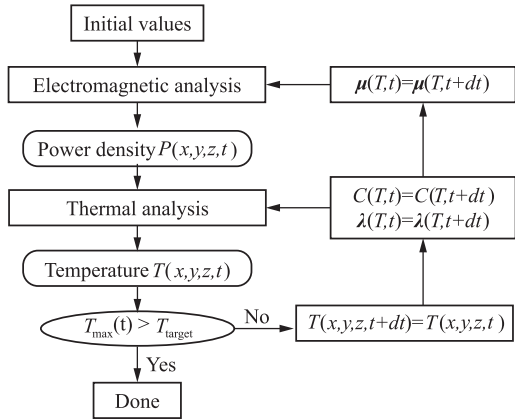 Initial values
Electromagnetic analysis
μ(T,t)=μ(T,t+dt)
Power density P(x,y,z,t)
Thermal analysis
C(T,t)=C(T,t+dt)
λ(T,t)=λ(T,t+dt)
Temperature T(x,y,z,t)
Tmax(t) > Ttarget
No
T(x,y,z,t+dt)=T(x,y,z,t)
Yes
Done